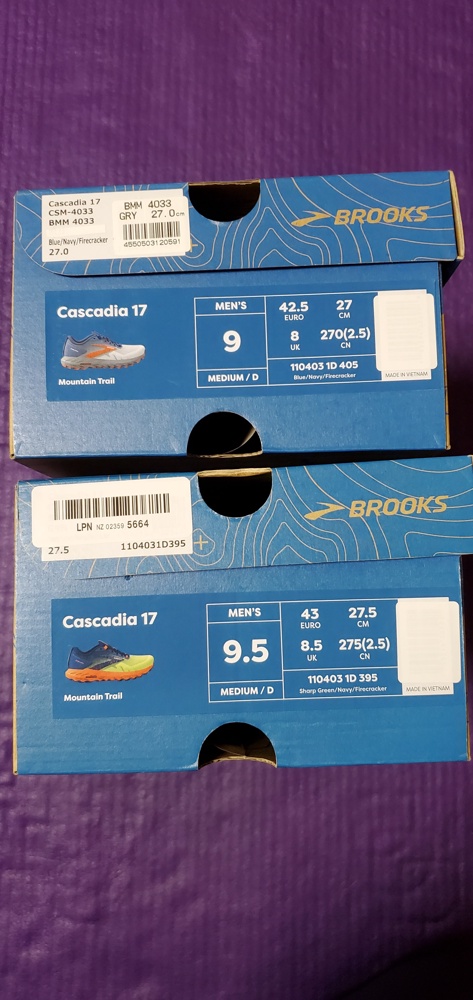 Cascadia 17
CSM-4033
BMM 4033
Blue/Navy/Firecracker
27.0
BMM 4033
GRY 27.0cm
4550503120591
BROOKS
Cascadia 17
Mountain Trail
MEN'S
9
MEDIUM / D
42.5 27
EURO CM
8 270(2.5)
UK CN
110403 1D 405
Blue/Navy/Firecracker
MADE IN VIETNAM
LPN NZ 02359 5664
27.5 1104031D395
BROOKS
Cascadia 17
Mountain Trail
MEN'S
9.5
MEDIUM / D
43 27.5
EURO CM
8.5 275(2.5)
UK CN
110403 1D 395
Sharp Green/Navy/Firecracker
MADE IN VIETNAM